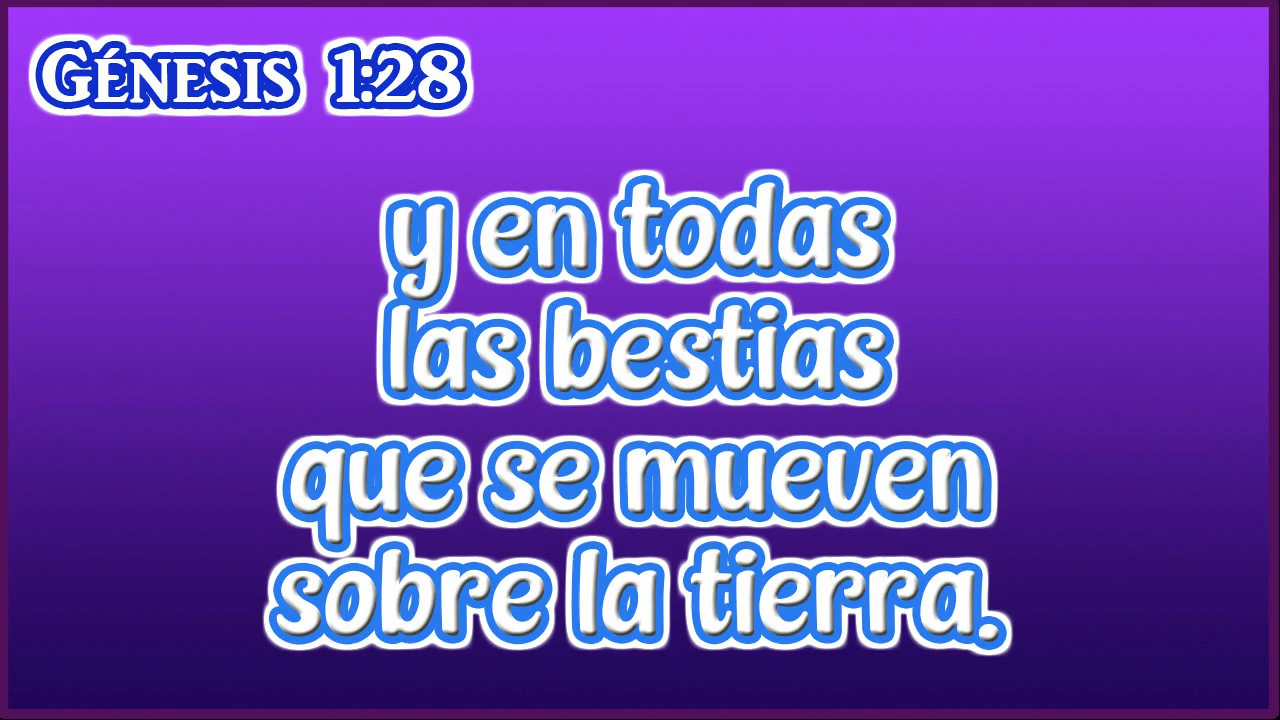 Génesis 1:28
y en todas
las bestias
que se mueven
sobre la tierra.